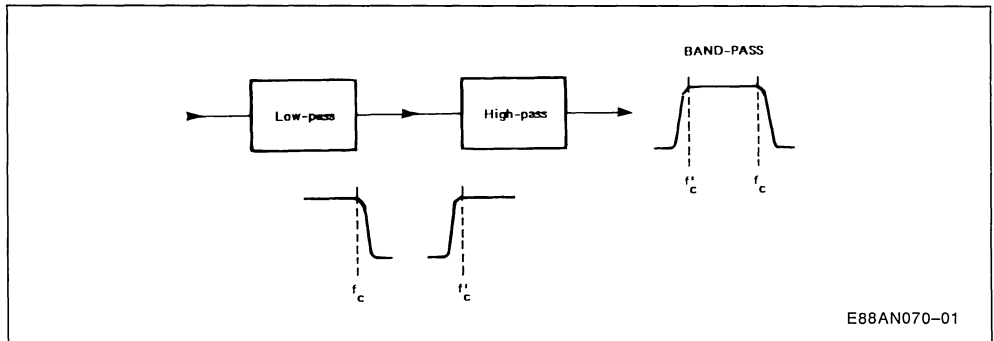 BAND-PASS
Low-pass
High-pass
f'c
fc
fc
f'c
E88AN070-01